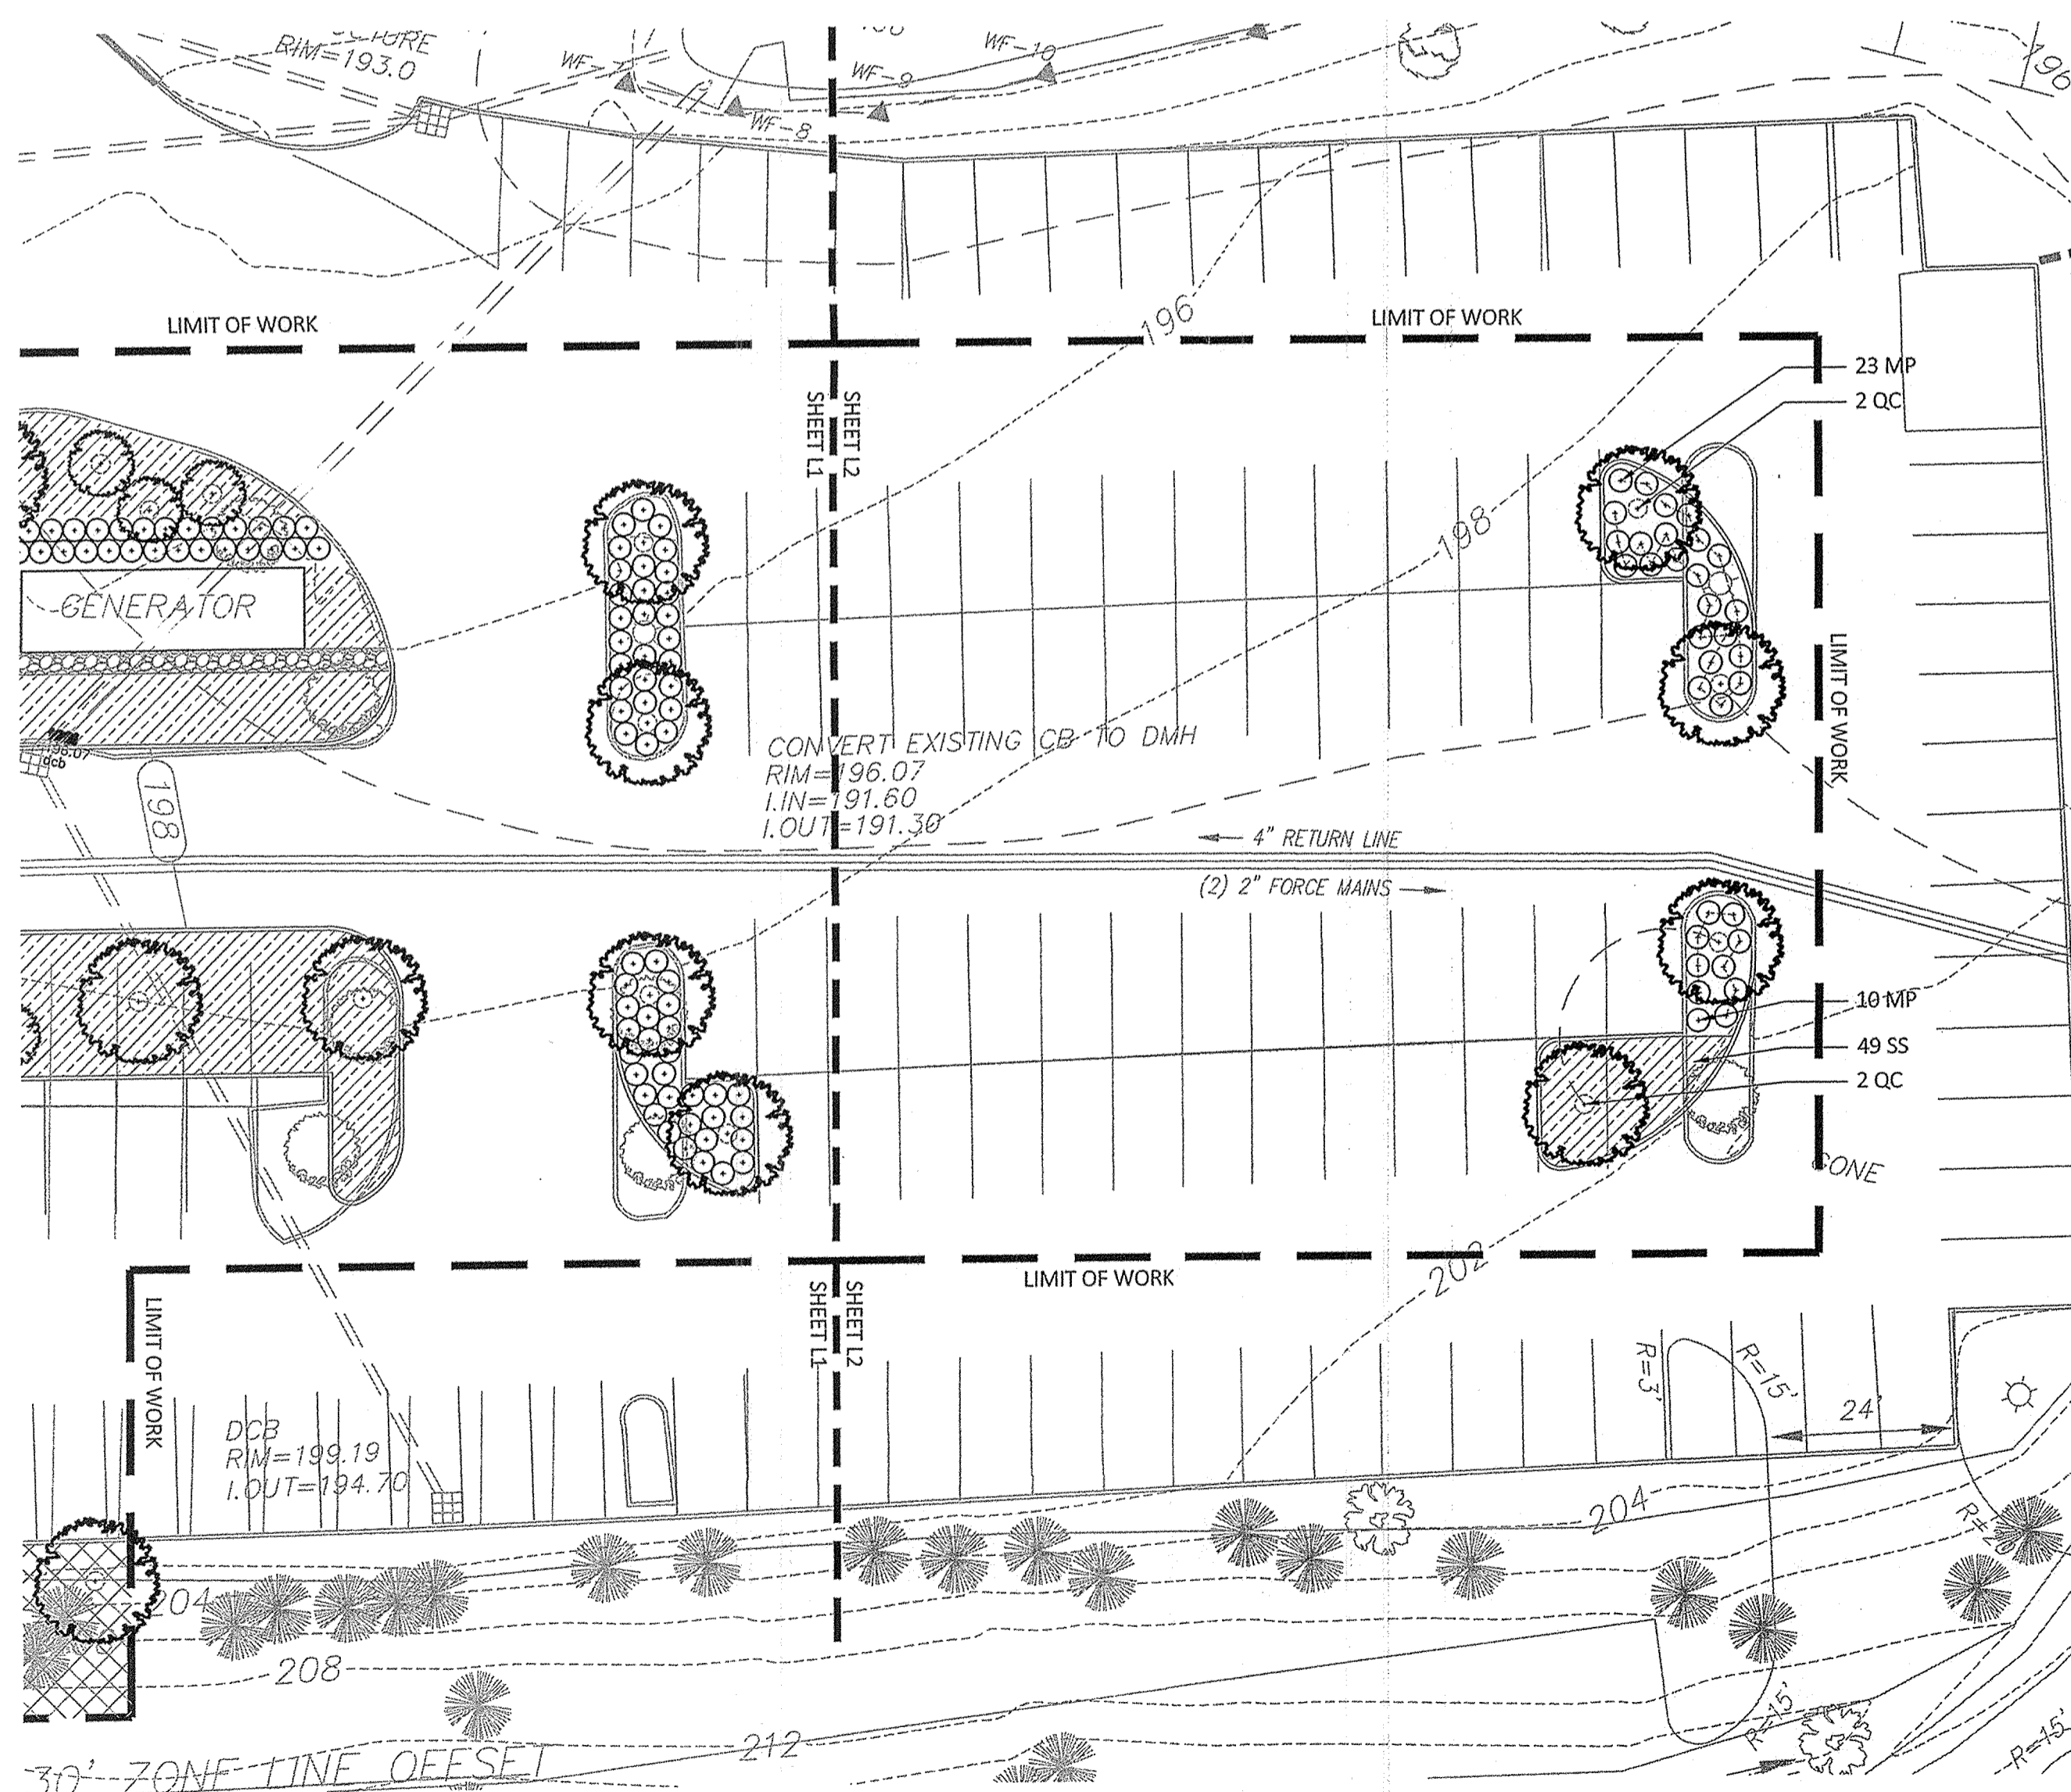 RIM=193.0
WF-10
WF-9
WF-8
LIMIT OF WORK
LIMIT OF WORK
196
23 MP
2 QC
SHEET L1
SHEET L2
198
GENERATOR
LIMIT OF WORK
CONVERT EXISTING CB TO DMH
RIM=196.07
I.IN=191.60
I.OUT=191.30
dcb
198
4" RETURN LINE
(2) 2" FORCE MAINS
10 MP
49 SS
2 QC
202
LIMIT OF WORK
SHEET L1
SHEET L2
LIMIT OF WORK
R=3'
R=15'
24'
DCB
RIM=199.19
I.OUT=194.70
204
204
208
212
R=15'
R=15'
30' ZONE LINE OFFSET